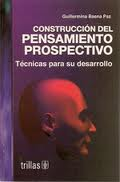 Guillermina Baena Paz
CONSTRUCCIÓN DEL
PENSAMIENTO
PROSPECTIVO
Técnicas para su desarrollo
trillas